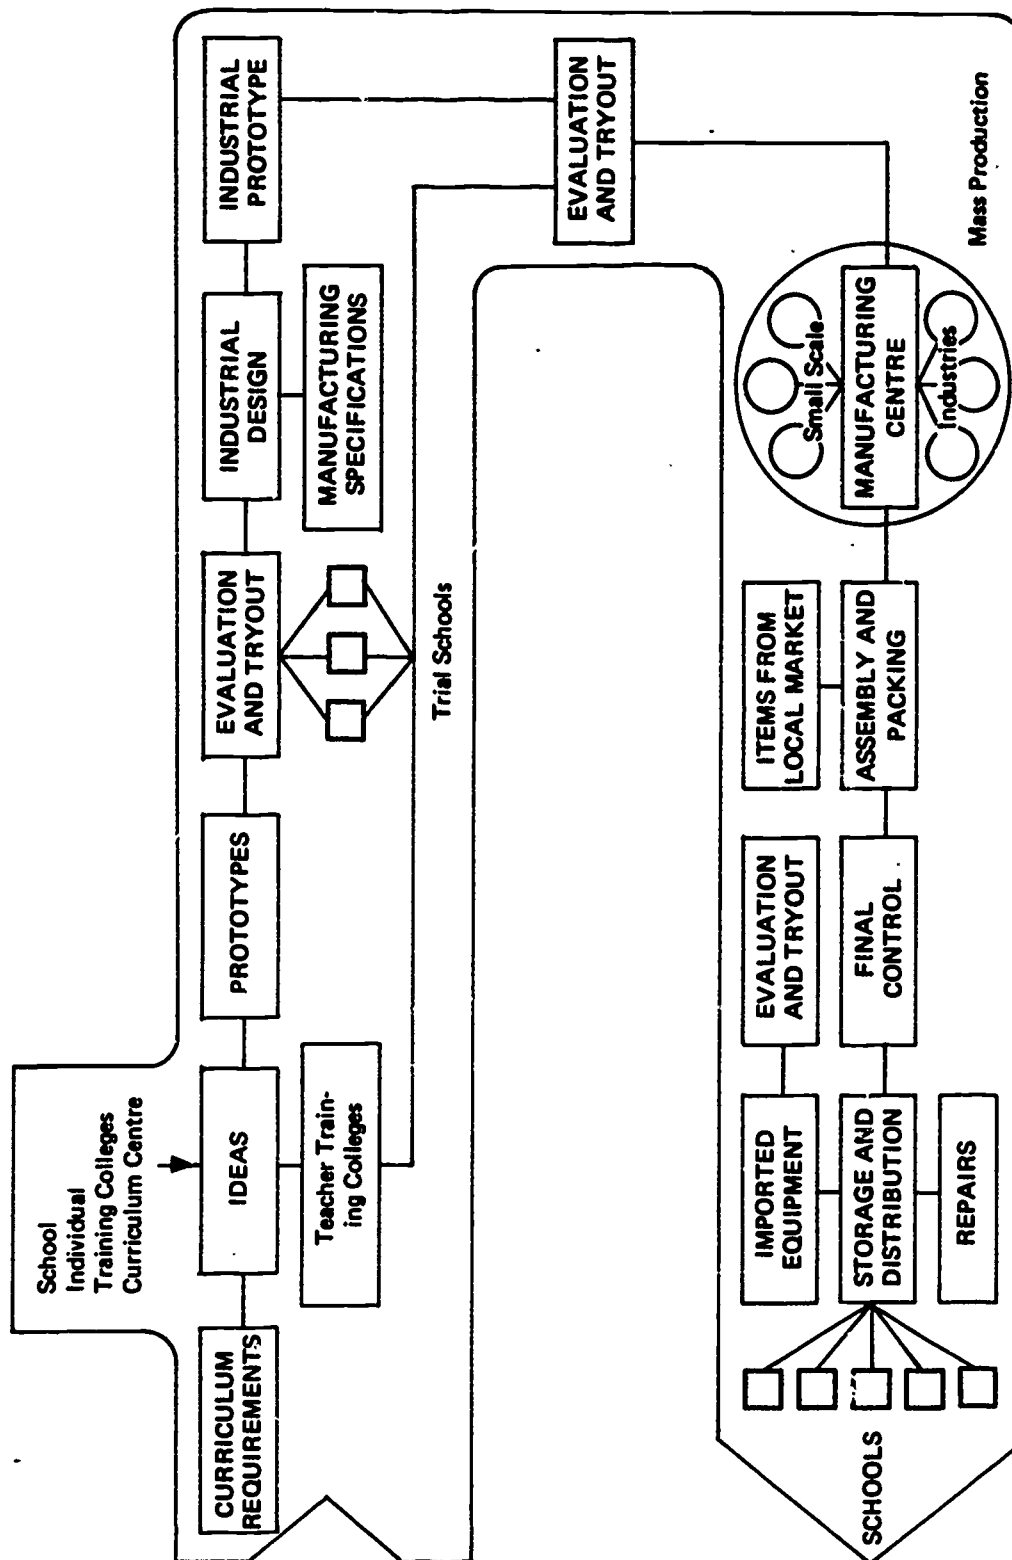 School
Individual
Training Colleges
Curriculum Centre
CURRICULUM
REQUIREMENTS
IDEAS
Teacher Train-
ing Colleges
PROTOTYPES
EVALUATION
AND TRYOUT
Trial Schools
INDUSTRIAL
DESIGN
MANUFACTURING
SPECIFICATIONS
INDUSTRIAL
PROTOTYPE
EVALUATION
AND TRYOUT
Mass Production
Small Scale
MANUFACTURING
CENTRE
Industries
ITEMS FROM
LOCAL MARKET
ASSEMBLY AND
PACKING
EVALUATION
AND TRYOUT
FINAL
CONTROL
IMPORTED
EQUIPMENT
STORAGE AND
DISTRIBUTION
REPAIRS
SCHOOLS